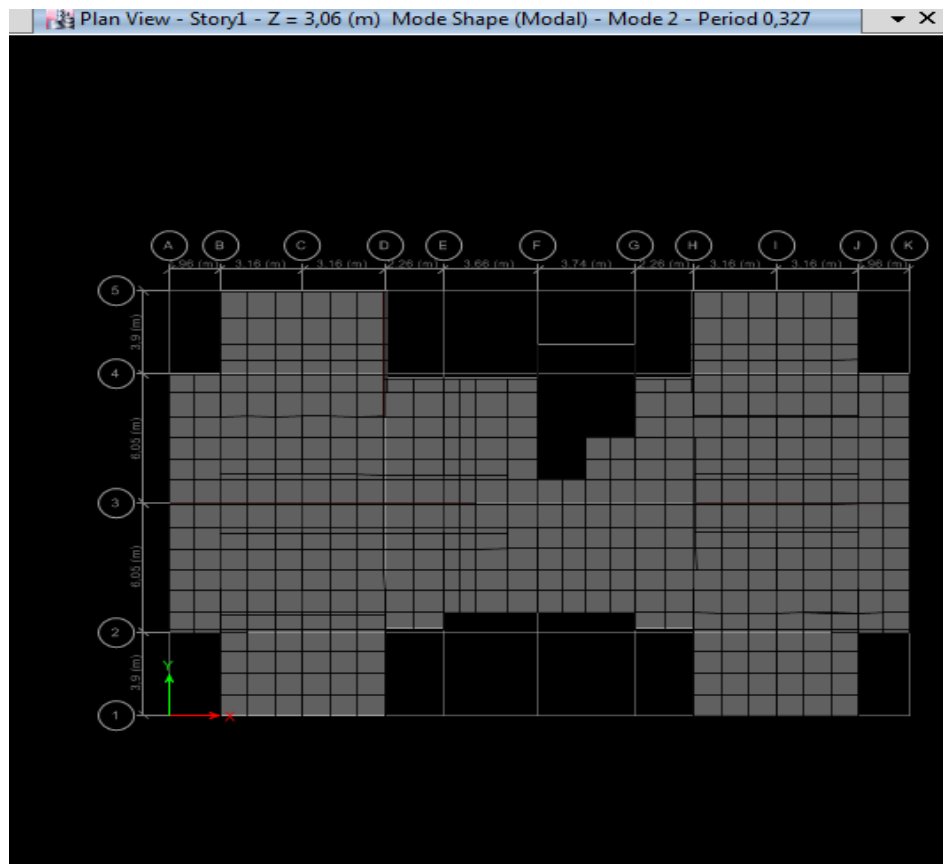 Plan View - Story1 - Z = 3,06 (m) Mode Shape (Modal) - Mode 2 - Period 0,327
A B C D E F G H I J K
.96 (m) 3.16 (m) 3.16 (m) 2.26 (m) 3.66 (m) 3.74 (m) 2.26 (m) 3.16 (m) 3.16 (m) .96 (m)
5
3.9 (m)
4
6.05 (m)
3
6.05 (m)
2
3.9 (m)
Y
1
X